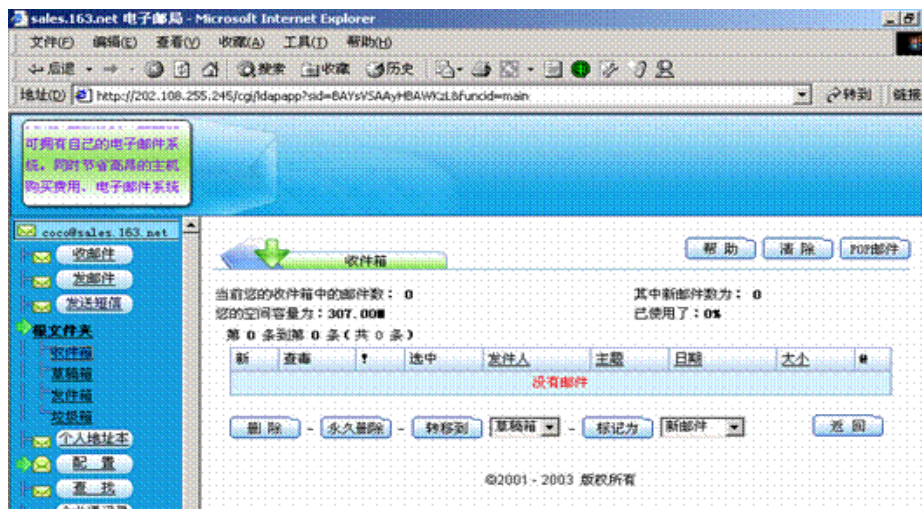 sales.163.net 电子邮局 - Microsoft Internet Explorer
文件(F) 编辑(E) 查看(V) 收藏(A) 工具(T) 帮助(H)
后退 搜索 收藏 历史
地址(D) http://202.108.255.245/cgi/ldapapp?sid=BAYsVSAAyHBAWKzL&funcid=main 转到 链接
可拥有自己的电子邮件系
统。同时节省高昂的主机
购买费用、电子邮件系统
coco@sales.163.net
收邮件
发邮件
发送短信
根文件夹
收件箱
草稿箱
发件箱
垃圾箱
个人地址本
配 置
查 找
收件箱
帮 助 清 除 POP邮件
当前您的收件箱中的邮件数: 0 其中新邮件数为: 0
您的空间容量为:307.00M 已使用了:0%
第 0 条到第 0 条(共 0 条)
新 查毒 ! 选中 发件人 主题 日期 大小
没有邮件
删 除 - 永久删除 - 转移到 草稿箱 - 标记为 新邮件 返 回
©2001 - 2003 版权所有